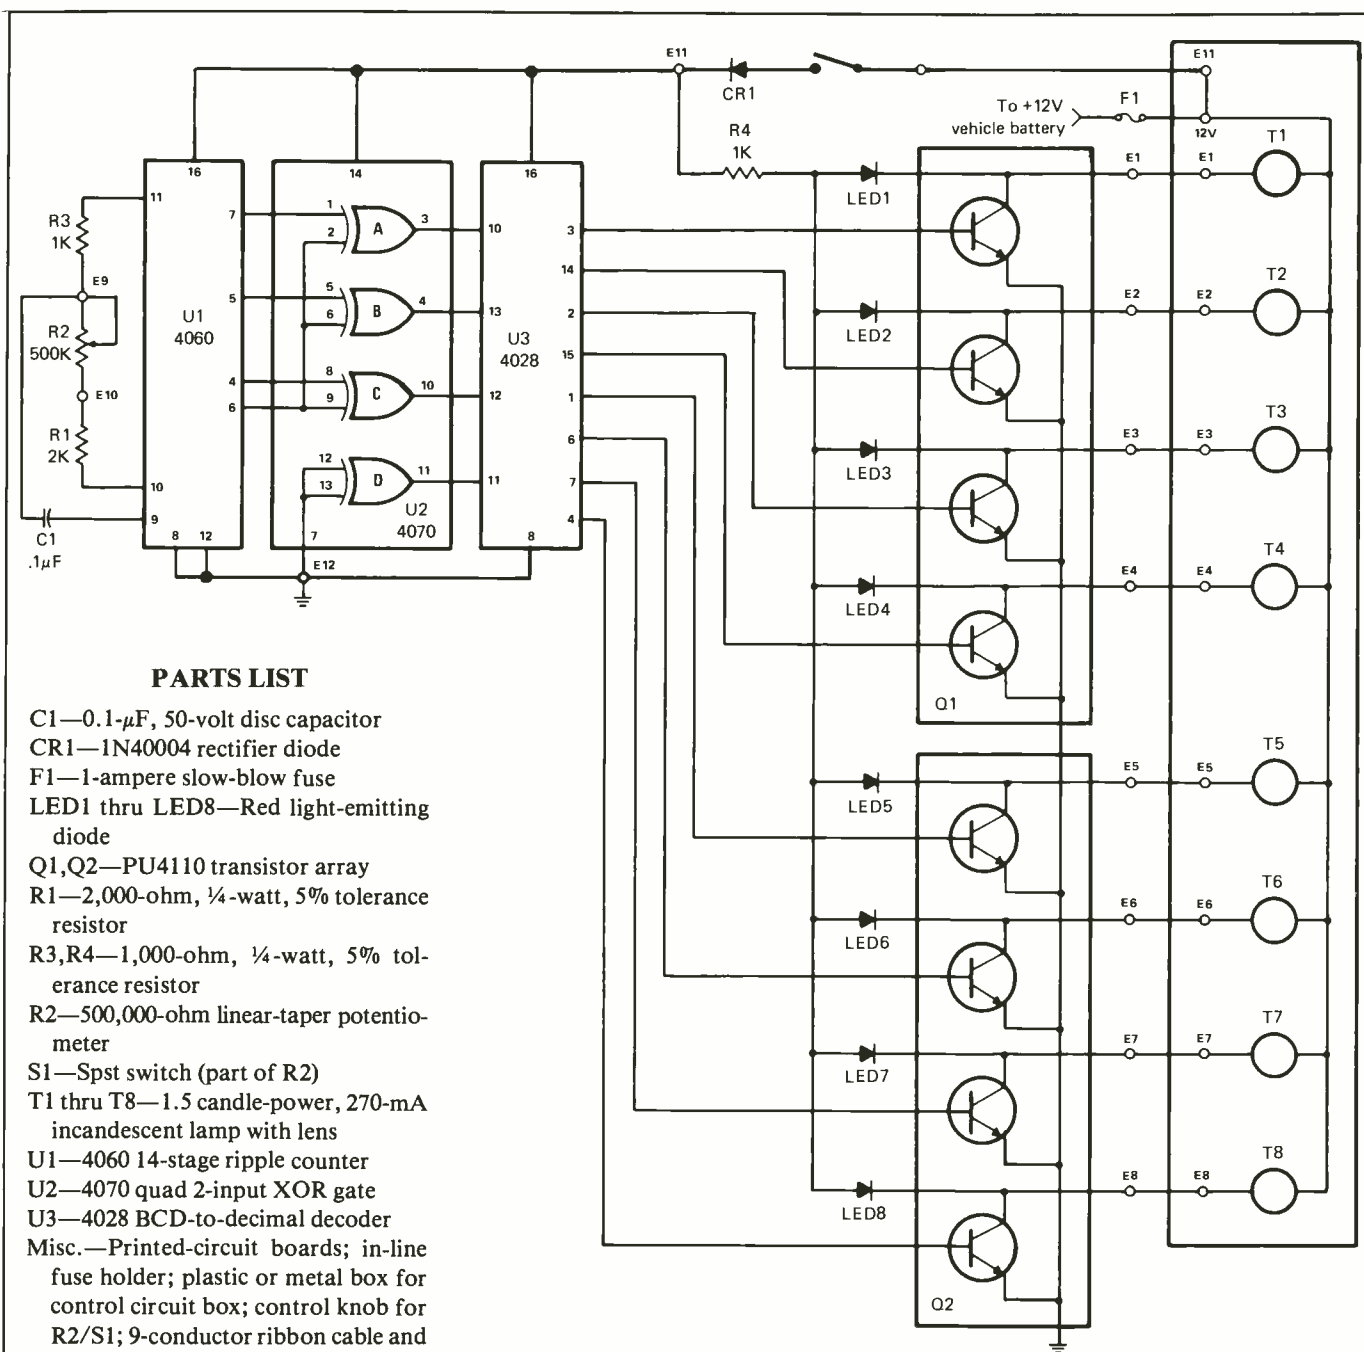 E11
E11
CR1
To +12V
vehicle battery
F1
12V
R4
1K
T1
16
14
16
E1
E1
LED1
11
7
1
2
A
3
10
3
R3
1K
14
T2
E9
5
5
6
B
4
13
2
E2
E2
R2
500K
U1
4060
U3
4028
LED2
15
4
8
9
C
10
12
1
E10
6
T3
R1
2K
6
E3
E3
LED3
12
13
D
11
11
7
10
U2
4070
9
4
C1
.1μF
8
12
7
8
T4
E12
E4
E4
LED4
Q1
PARTS LIST
C1—0.1-μF, 50-volt disc capacitor
CR1—1N40004 rectifier diode
F1—1-ampere slow-blow fuse
LED1 thru LED8—Red light-emitting
diode
Q1,Q2—PU4110 transistor array
R1—2,000-ohm, ¼-watt, 5% tolerance
resistor
R3,R4—1,000-ohm, ¼-watt, 5% tol-
erance resistor
R2—500,000-ohm linear-taper potentio-
meter
S1—Spst switch (part of R2)
T1 thru T8—1.5 candle-power, 270-mA
incandescent lamp with lens
U1—4060 14-stage ripple counter
U2—4070 quad 2-input XOR gate
U3—4028 BCD-to-decimal decoder
Misc.—Printed-circuit boards; in-line
fuse holder; plastic or metal box for
control circuit box; control knob for
R2/S1; 9-conductor ribbon cable and
T5
E5
E5
LED5
T6
E6
E6
LED6
T7
E7
E7
LED7
T8
E8
E8
LED8
Q2